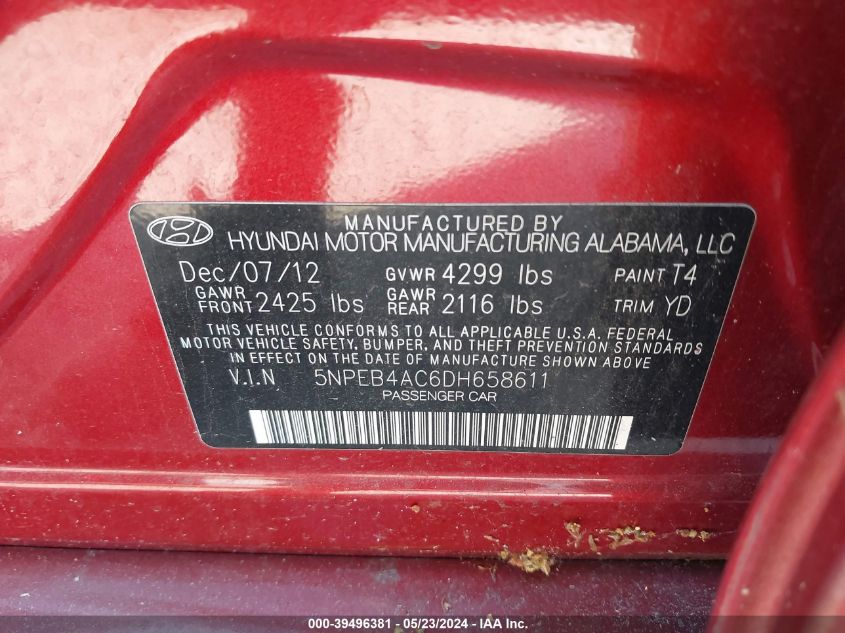 MANUFACTURED BY
HYUNDAI MOTOR MANUFACTURING ALABAMA, LLC
Dec/07/12 GVWR 4299 lbs PAINT T4
GAWR FRONT 2425 lbs GAWR REAR 2116 lbs TRIM YD
THIS VEHICLE CONFORMS TO ALL APPLICABLE U.S.A. FEDERAL
MOTOR VEHICLE SAFETY, BUMPER, AND THEFT PREVENTION STANDARDS
IN EFFECT ON THE DATE OF MANUFACTURE SHOWN ABOVE
V.I.N 5NPEB4AC6DH658611
PASSENGER CAR
000-39496381 - 05/23/2024 - IAA Inc.